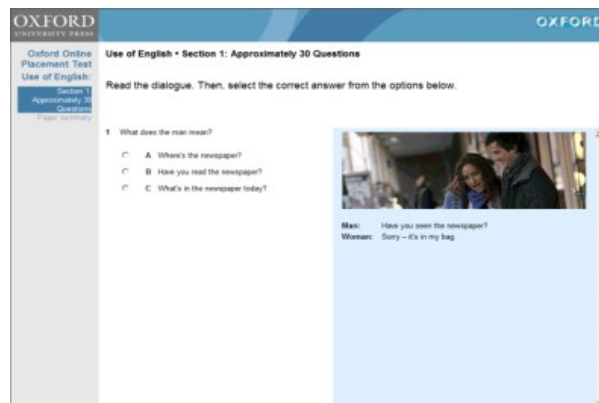 OXFORD
UNIVERSITY PRESS
OXFORD
Oxford Online
Placement Test
Use of English:
Section 1
Approximately 30
Questions
Paper summary
Use of English • Section 1: Approximately 30 Questions
Read the dialogue. Then, select the correct answer from the options below.
1 What does the man mean?
A Where's the newspaper?
B Have you read the newspaper?
C What's in the newspaper today?
Man: Have you seen the newspaper?
Woman: Sorry – it's in my bag.